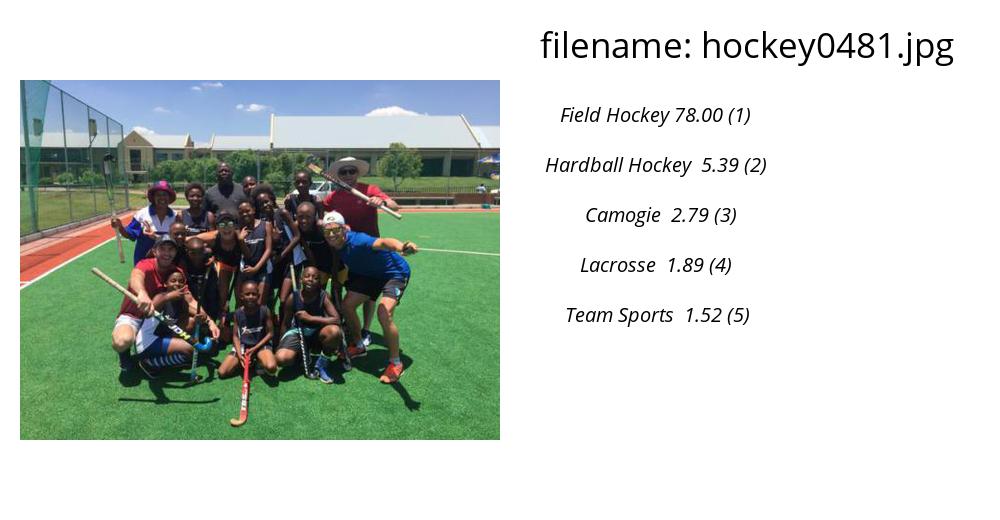 filename: hockey0481.jpg
Field Hockey 78.00 (1)
Hardball Hockey 5.39 (2)
Camogie 2.79 (3)
Lacrosse 1.89 (4)
Team Sports 1.52 (5)